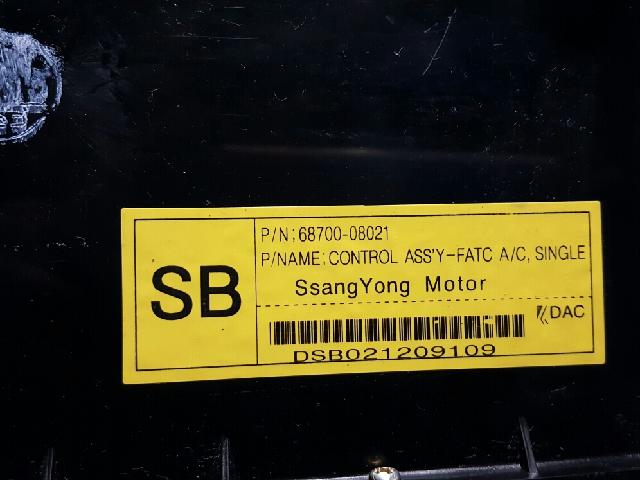 SB
P/N;68700-08021
P/NAME;CONTROL ASS'Y-FATC A/C, SINGLE
SsangYong Motor
DAC
DSB021209109